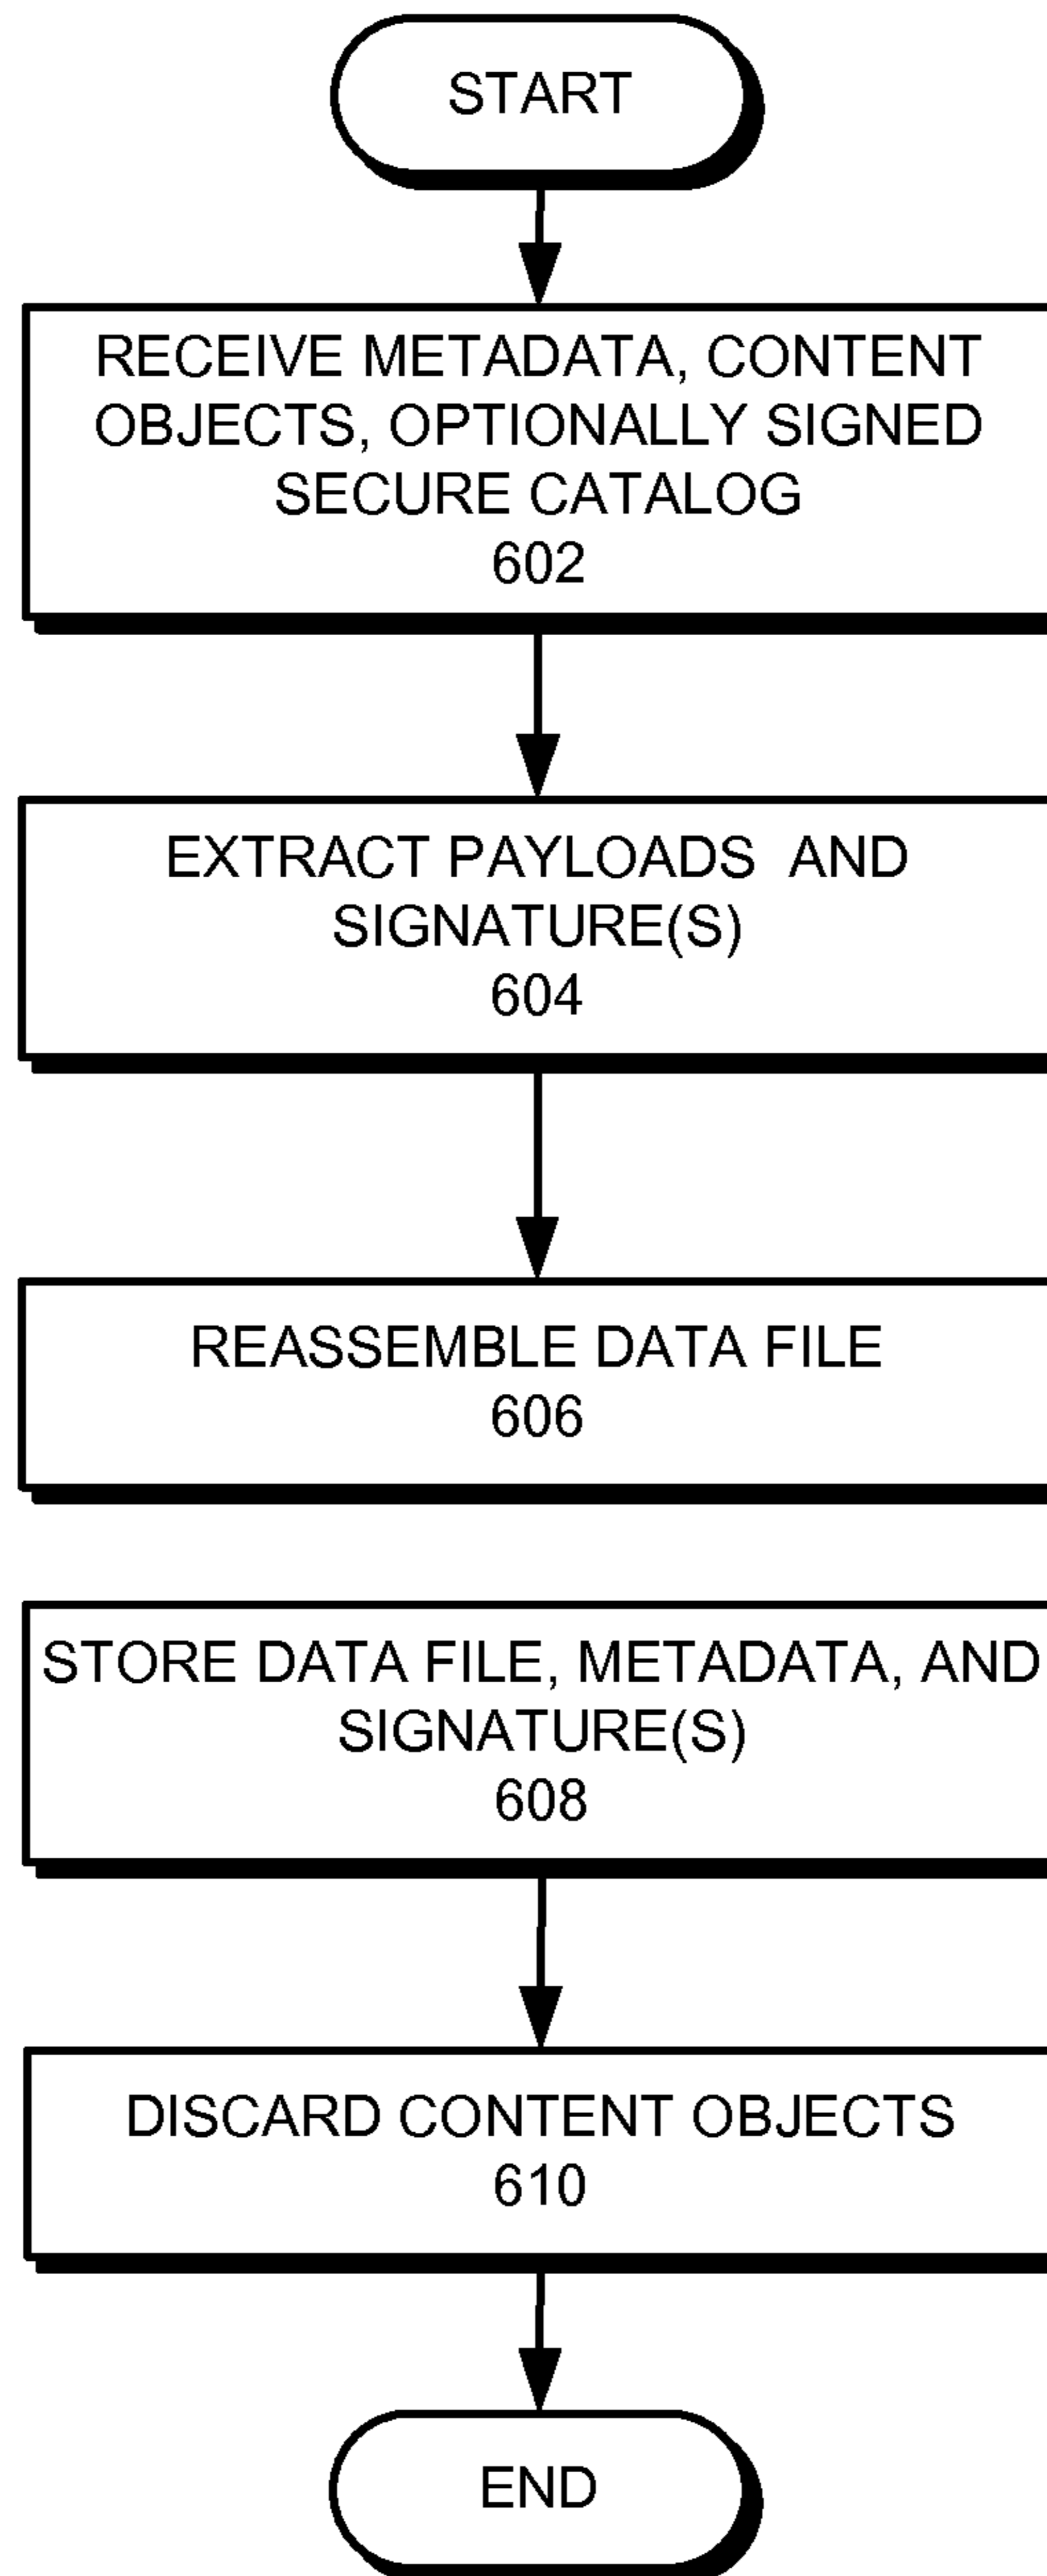 START
RECEIVE METADATA, CONTENT
OBJECTS, OPTIONALLY SIGNED
SECURE CATALOG
602
EXTRACT PAYLOADS AND
SIGNATURE(S)
604
REASSEMBLE DATA FILE
606
STORE DATA FILE, METADATA, AND
SIGNATURE(S)
608
DISCARD CONTENT OBJECTS
610
END